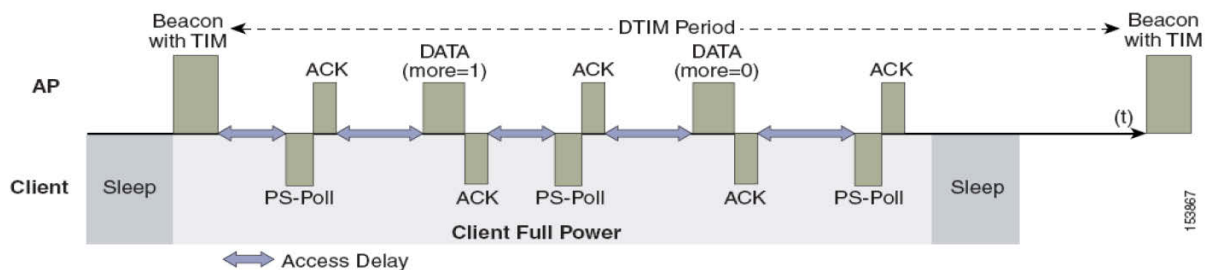 Beacon
with TIM
DTIM Period
Beacon
with TIM
DATA
(more=1)
DATA
(more=0)
ACK
ACK
ACK
AP
(t)
Client
Sleep
PS-Poll
ACK
PS-Poll
ACK
PS-Poll
Sleep
Client Full Power
Access Delay
153867